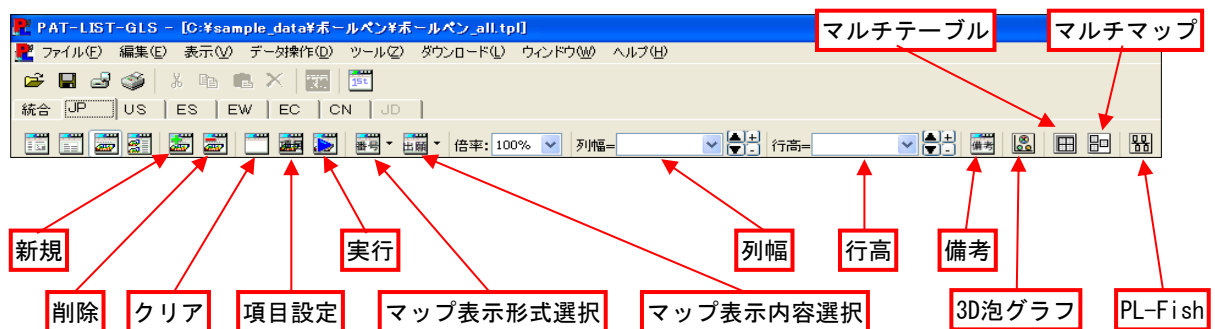 PAT-LIST-GLS - [C:¥sample_data¥ボールペン¥ボールペン_all.tpl]
マルチテーブル
マルチマップ
ファイル(F) 編集(E) 表示(V) データ操作(D) ツール(Z) ダウンロード(L) ウィンドウ(W) ヘルプ(H)
1St
統合 JP US ES EW EC CN JD
番号 出願 倍率: 100% 列幅= 行高= 備考
新規 実行 列幅 行高 備考
削除 クリア 項目設定 マップ表示形式選択 マップ表示内容選択 3D泡グラフ PL-Fish